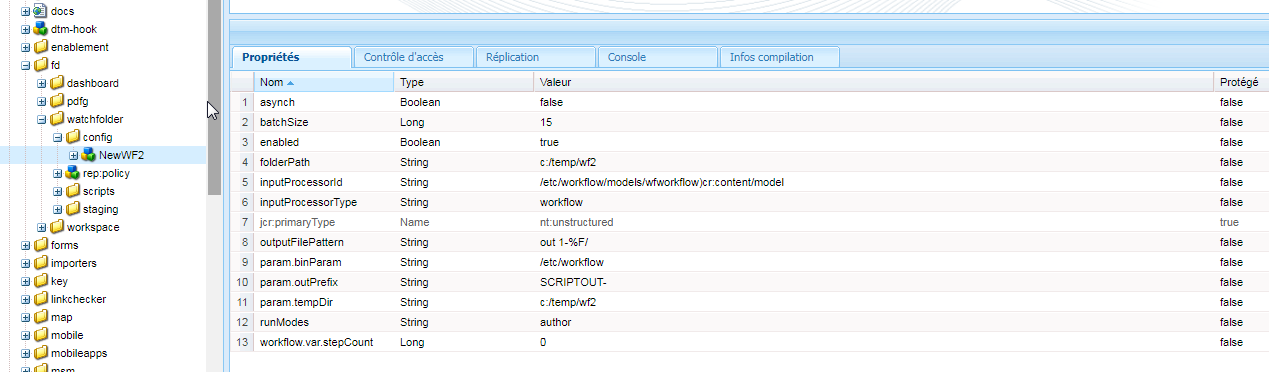 docs
dtm-hook
enablement
fd
dashboard
pdfg
watchfolder
config
NewWF2
rep:policy
scripts
staging
workspace
forms
importers
key
linkchecker
map
mobile
mobileapps
msm
Propriétés Contrôle d'accès Réplication Console Infos compilation
Nom Type Valeur Protégé
1 asynch Boolean false false
2 batchSize Long 15 false
3 enabled Boolean true false
4 folderPath String c:/temp/wf2 false
5 inputProcessorId String /etc/workflow/models/wfworkflow)cr:content/model false
6 inputProcessorType String workflow false
7 jcr:primaryType Name nt:unstructured true
8 outputFilePattern String out 1-%F/ false
9 param.binParam String /etc/workflow false
10 param.outPrefix String SCRIPTOUT- false
11 param.tempDir String c:/temp/wf2 false
12 runModes String author false
13 workflow.var.stepCount Long 0 false